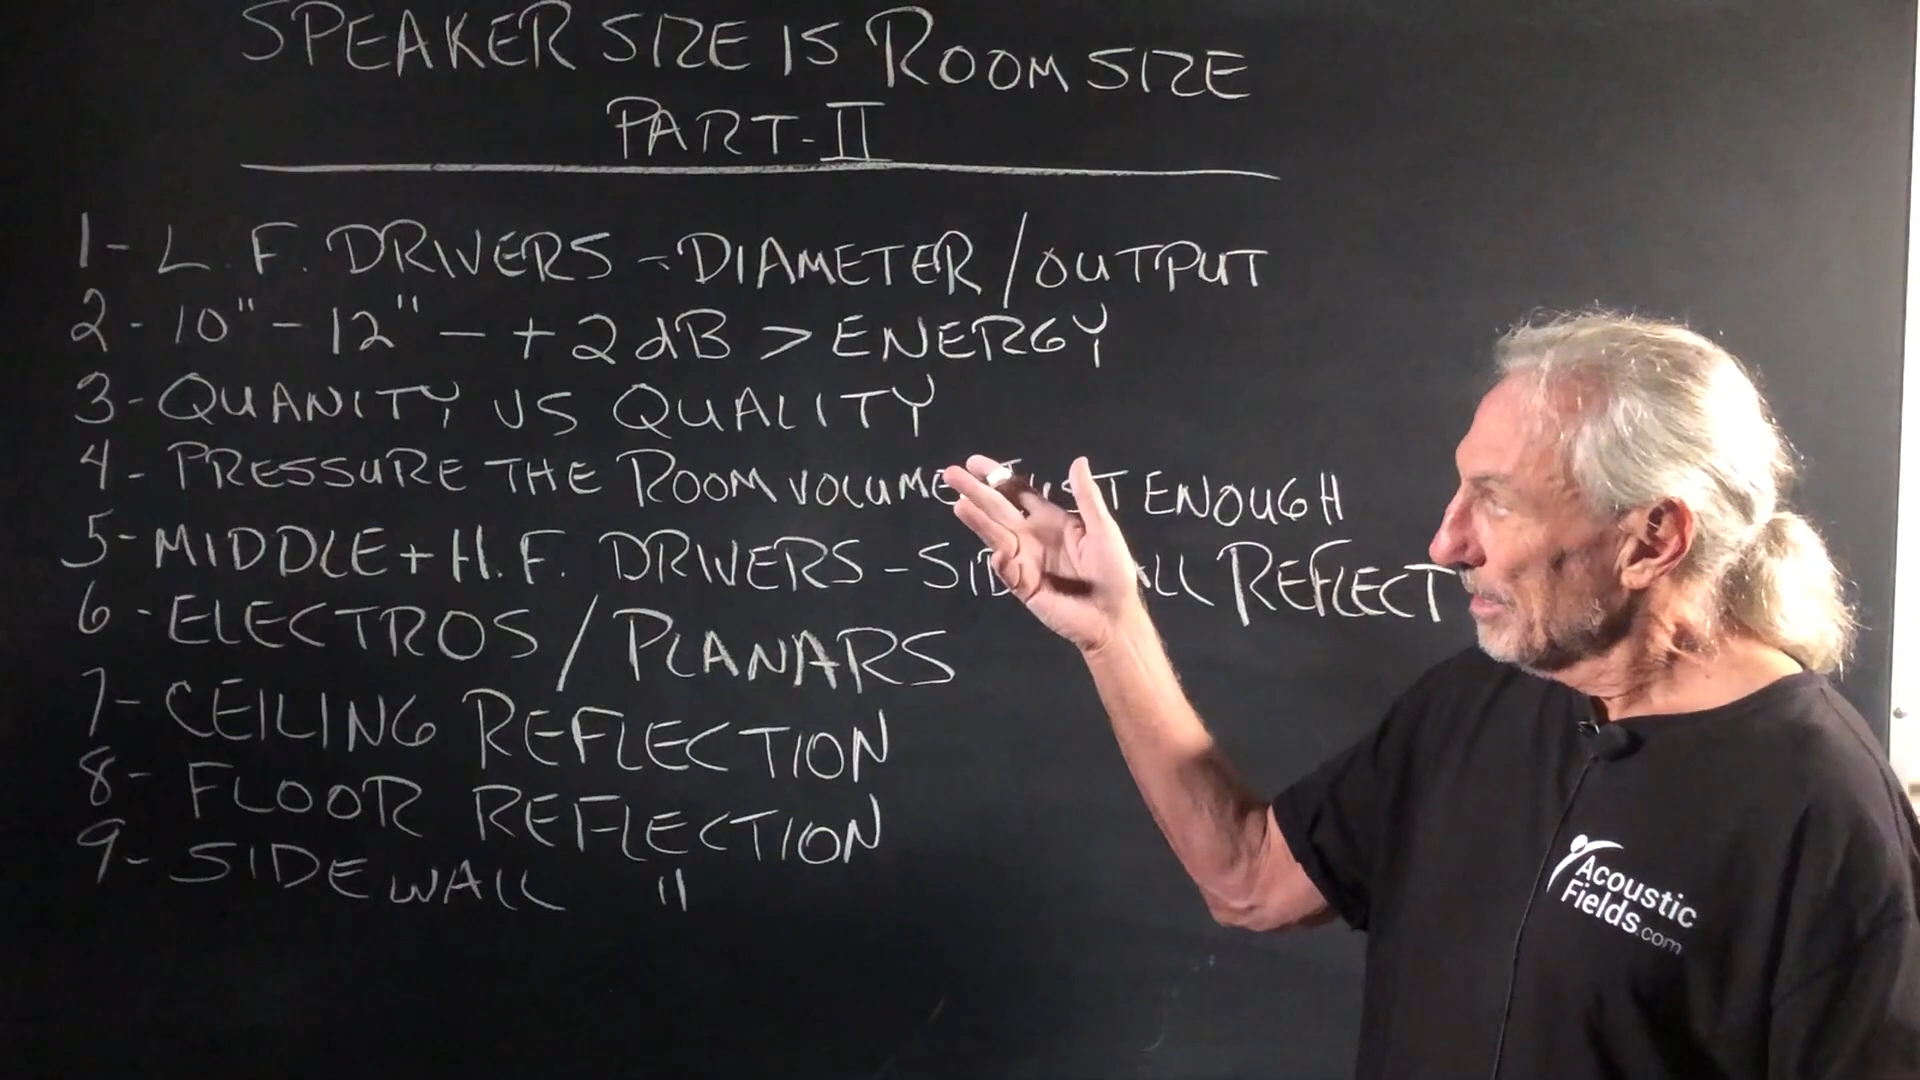 SPEAKER SIZE IS ROOM SIZE
PART-II
1- L.F. DRIVERS - DIAMETER/OUTPUT
2- 10"-12" - +2dB > ENERGY
3- QUANITY VS QUALITY
4- PRESSURE THE ROOM VOLUME ENOUGH
5- MIDDLE + H.F. DRIVERS - REFLECT
6- ELECTROS/PLANARS
7- CEILING REFLECTION
8- FLOOR REFLECTION
9- SIDEWALL "
Acoustic
Fields.com